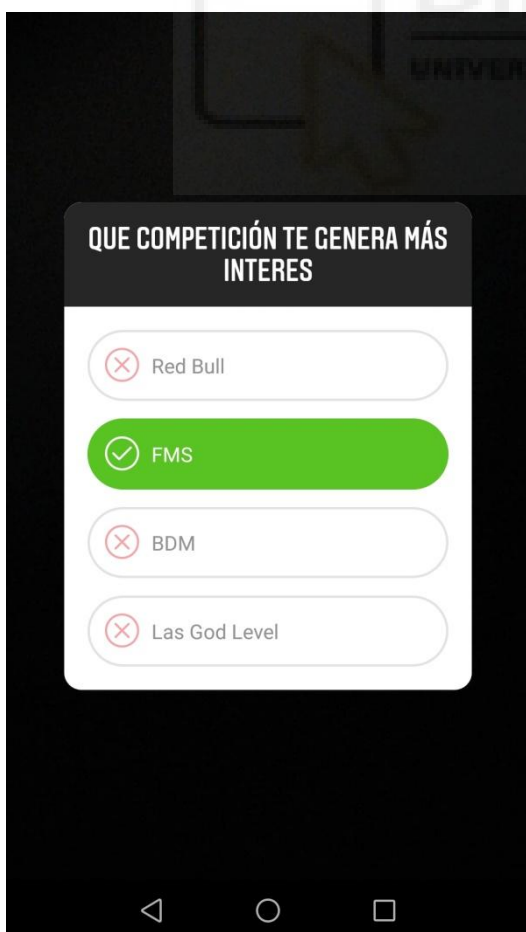 QUE COMPETICIÓN TE GENERA MÁS
INTERES
Red Bull
FMS
BDM
Las God Level